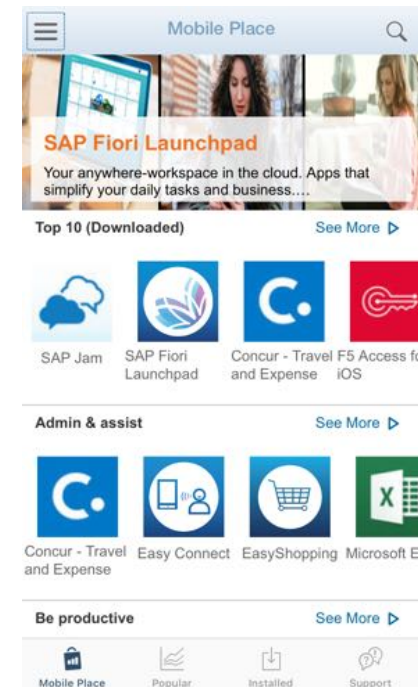 Mobile Place
SAP Fiori Launchpad
Your anywhere-workspace in the cloud. Apps that
simplify your daily tasks and business....
Top 10 (Downloaded)
See More
SAP Jam
SAP Fiori
Launchpad
Concur - Travel
and Expense
F5 Access fo
iOS
Admin & assist
See More
Concur - Travel
and Expense
Easy Connect
EasyShopping
Microsoft E
Be productive
See More
Mobile Place
Popular
Installed
Support